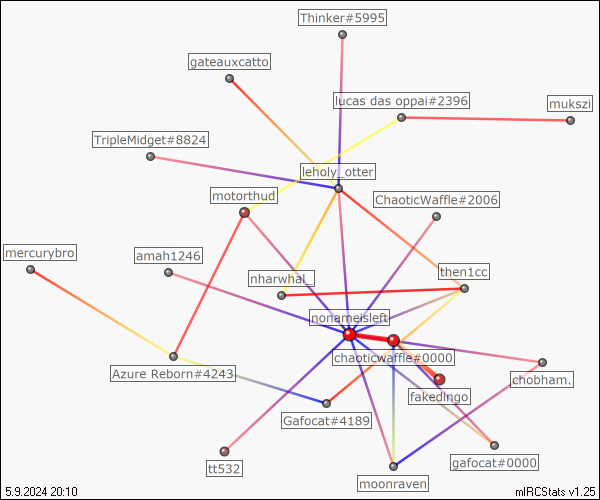 Thinker#5995
gateauxcatto
lucas das oppai#2396
mukszi
TripleMidget#8824
leholy_otter
motorthud
ChaoticWaffle#2006
mercurybro
amah1246
nharwhal_
then1cc
nonameisleft
chaoticwaffle#0000
Azure Reborn#4243
chobham.
fakedingo
Gafocat#4189
tt532
gafocat#0000
moonraven
5.9.2024 20:10
mIRCStats v1.25